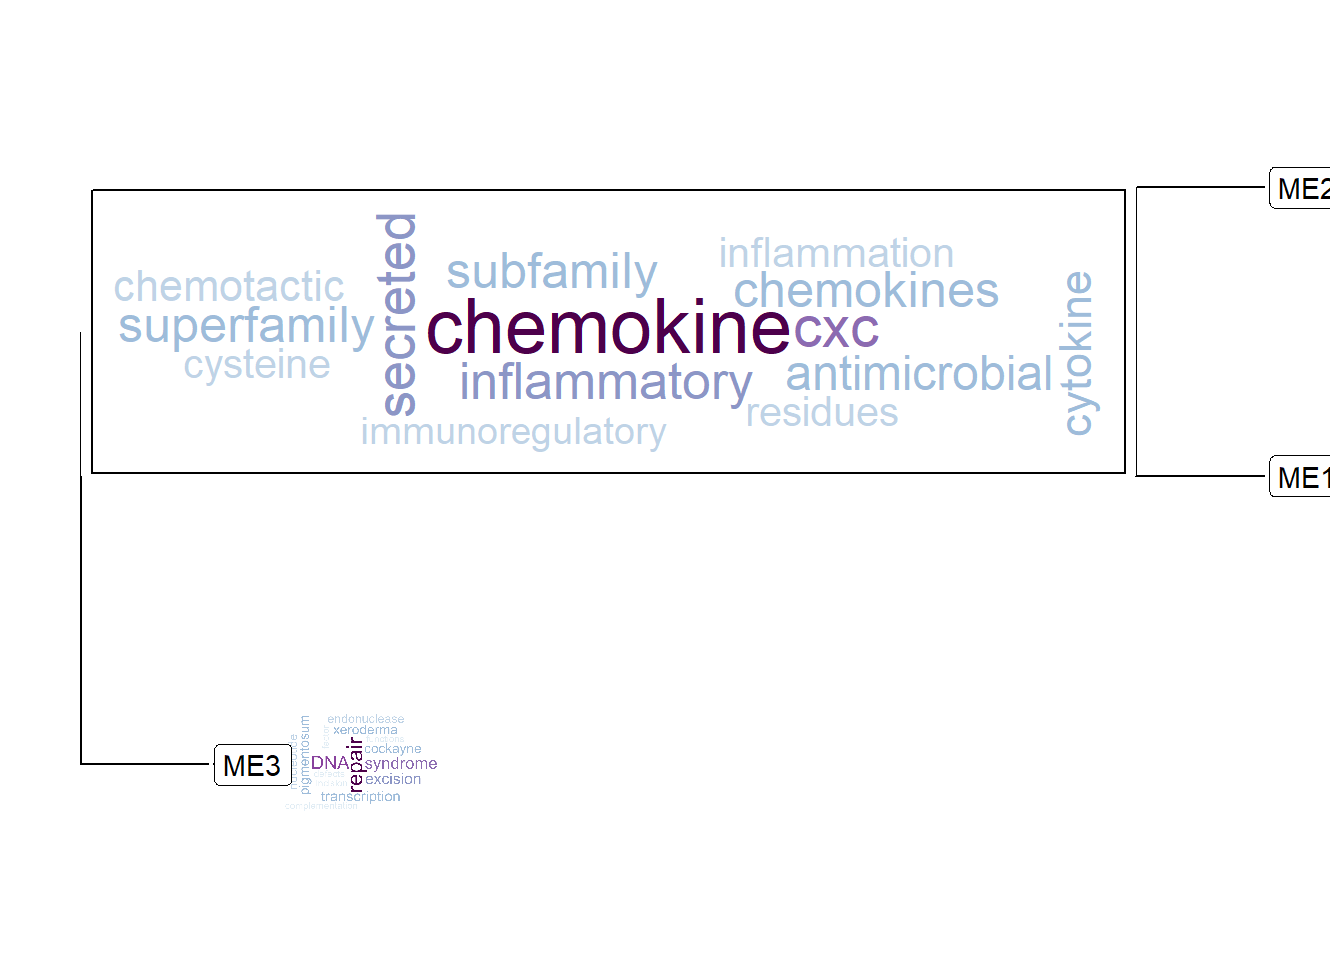 ME2
inflammation
secreted
subfamily
chemotactic
chemokines
superfamily
chemokine
cxc
cytokine
cysteine
inflammatory
antimicrobial
residues
immunoregulatory
ME1
endonuclease
pigmentosum
xeroderma
cockayne
ME3
DNA
repair
syndrome
excision
transcription
complementation